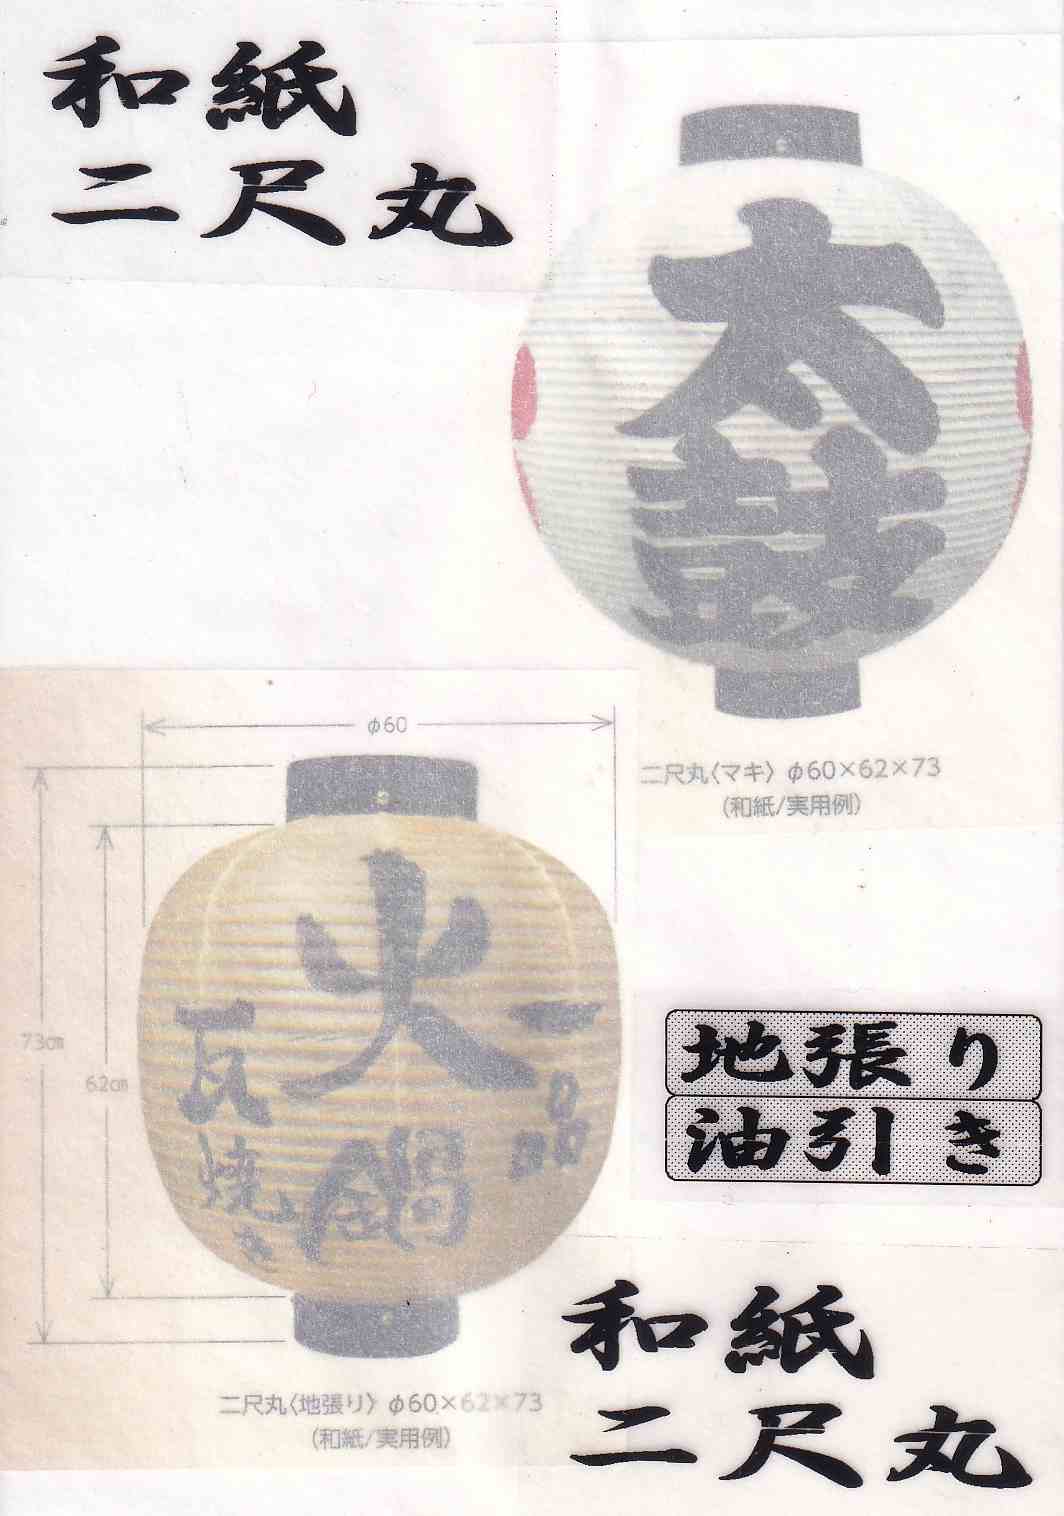 和紙
二尺丸
太鼓
二尺丸〈マキ〉 φ60×62×73
(和紙/実用例)
φ60
73㎝
62㎝
火鍋
一品
瓦焼き
地張り
油引き
二尺丸〈地張り〉 φ60×62×73
(和紙/実用例)
和紙
二尺丸